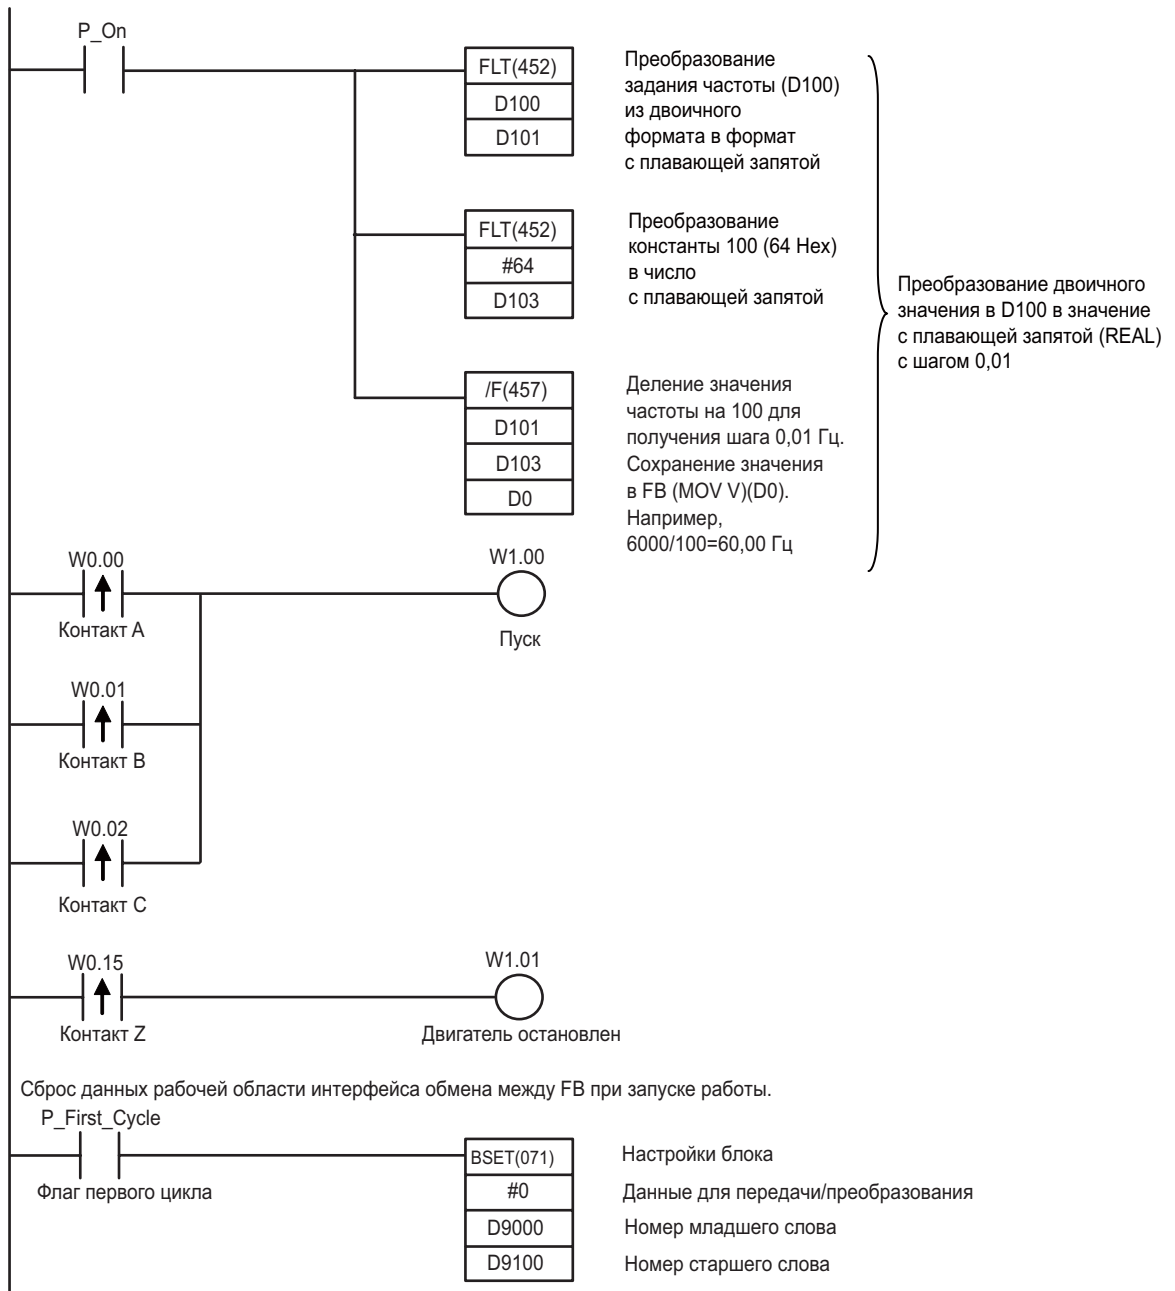 P_On
FLT(452)
D100
D101
Преобразование
задания частоты (D100)
из двоичного
формата в формат
с плавающей запятой
FLT(452)
#64
D103
Преобразование
константы 100 (64 Hex)
в число
с плавающей запятой
Преобразование двоичного
значения в D100 в значение
с плавающей запятой (REAL)
с шагом 0,01
/F(457)
D101
D103
D0
Деление значения
частоты на 100 для
получения шага 0,01 Гц.
Сохранение значения
в FB (MOV V)(D0).
Например,
6000/100=60,00 Гц
W0.00
Контакт A
W1.00
Пуск
W0.01
Контакт B
W0.02
Контакт C
W0.15
Контакт Z
W1.01
Двигатель остановлен
Сброс данных рабочей области интерфейса обмена между FB при запуске работы.
P_First_Cycle
Флаг первого цикла
BSET(071)
#0
D9000
D9100
Настройки блока
Данные для передачи/преобразования
Номер младшего слова
Номер старшего слова